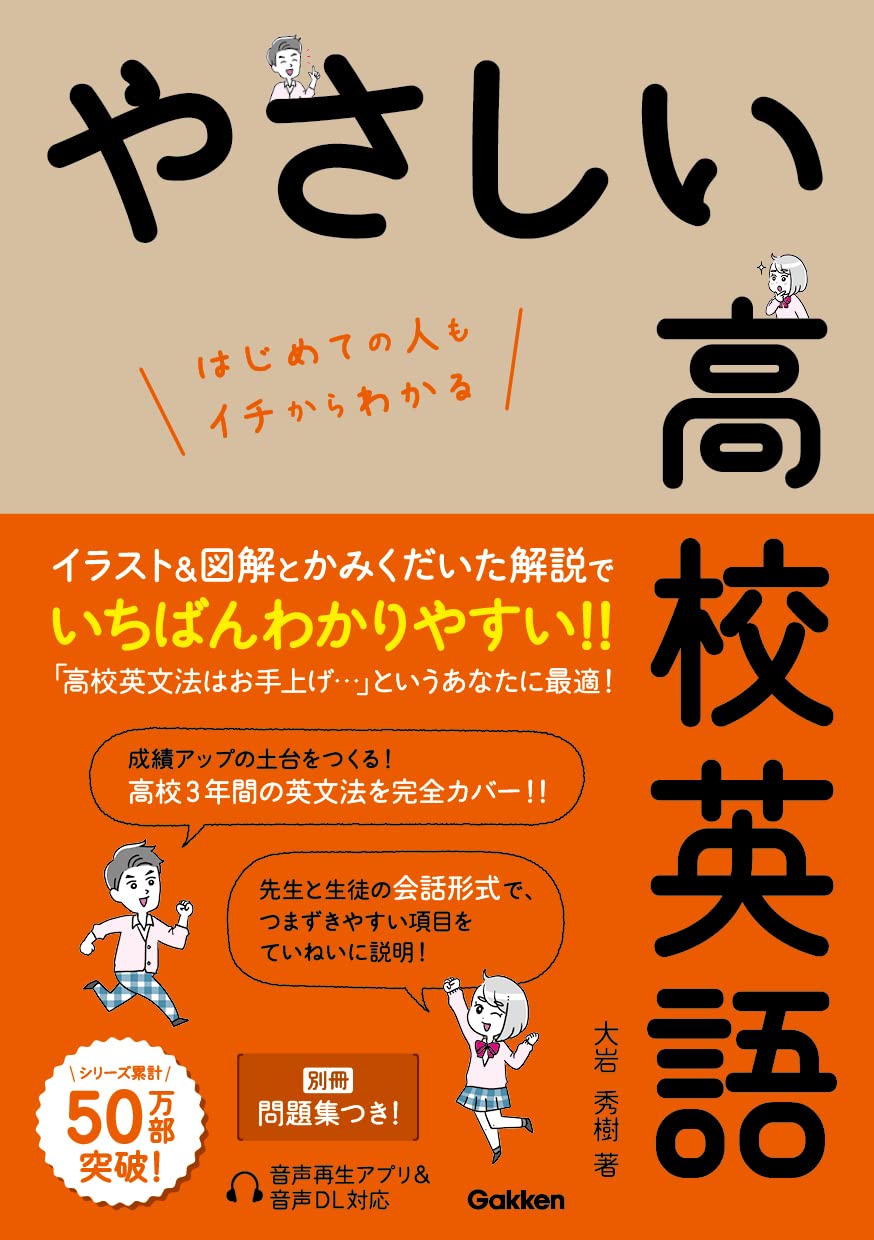 やさしい
高校英語
はじめての人も
イチからわかる
イラスト&図解とかみくだいた解説で
いちばんわかりやすい!!
「高校英文法はお手上げ…」というあなたに最適!
成績アップの土台をつくる!
高校3年間の英文法を完全カバー!!
先生と生徒の会話形式で、
つまずきやすい項目を
ていねいに説明!
大岩 秀樹 著
シリーズ累計
50万部
突破!
別冊
問題集つき!
音声再生アプリ&
音声DL対応
Gakken